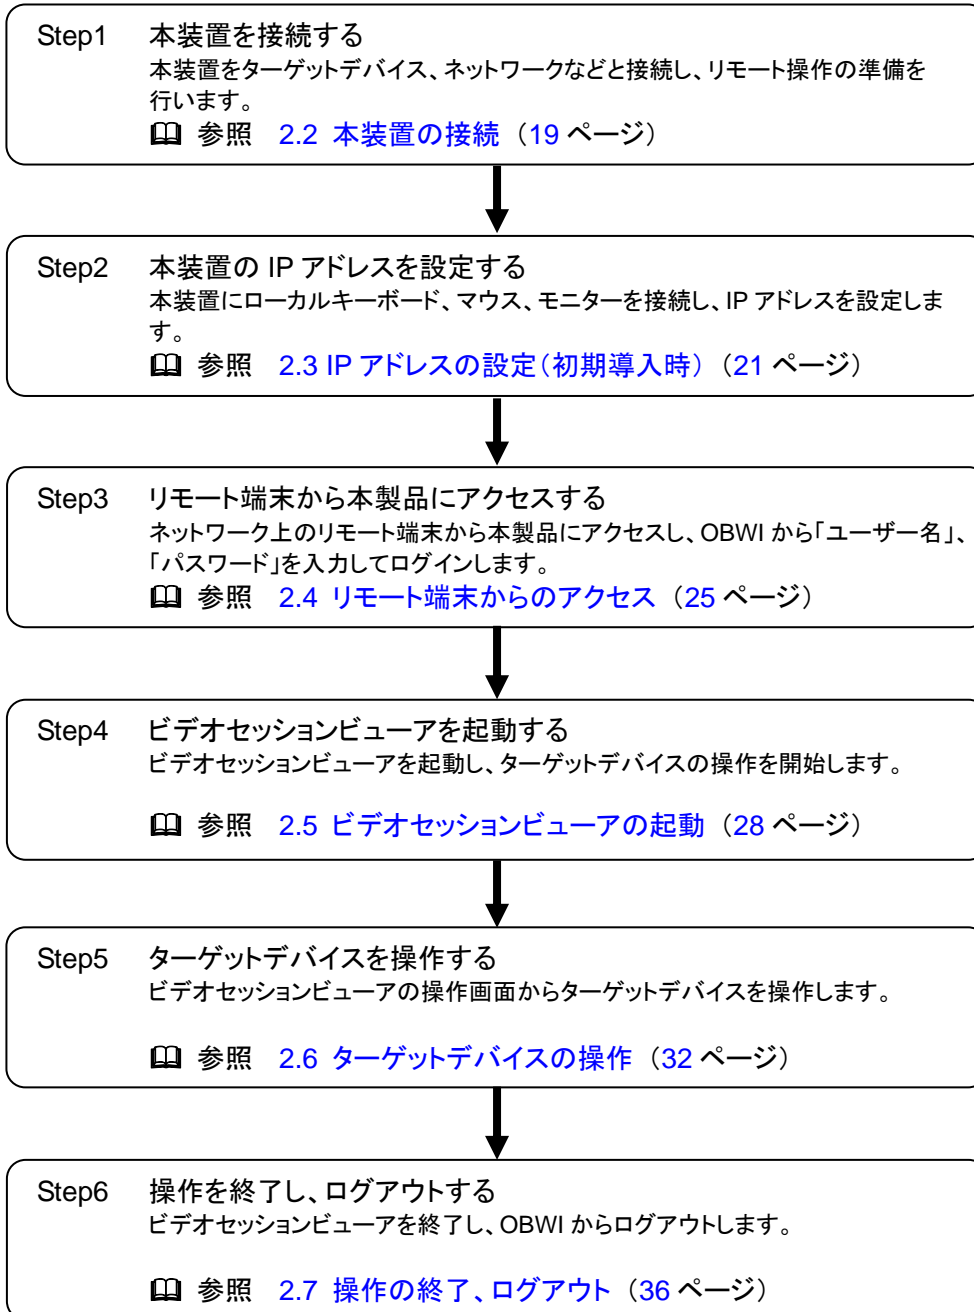 Step1 本装置を接続する
本装置をターゲットデバイス、ネットワークなどと接続し、リモート操作の準備を
行います。
参照 2.2 本装置の接続 （19 ページ）
Step2 本装置の IP アドレスを設定する
本装置にローカルキーボード、マウス、モニターを接続し、IP アドレスを設定しま
す。
参照 2.3 IP アドレスの設定（初期導入時） （21 ページ）
Step3 リモート端末から本製品にアクセスする
ネットワーク上のリモート端末から本製品にアクセスし、OBWI から「ユーザー名」、
「パスワード」を入力してログインします。
参照 2.4 リモート端末からのアクセス （25 ページ）
Step4 ビデオセッションビューアを起動する
ビデオセッションビューアを起動し、ターゲットデバイスの操作を開始します。
参照 2.5 ビデオセッションビューアの起動 （28 ページ）
Step5 ターゲットデバイスを操作する
ビデオセッションビューアの操作画面からターゲットデバイスを操作します。
参照 2.6 ターゲットデバイスの操作 （32 ページ）
Step6 操作を終了し、ログアウトする
ビデオセッションビューアを終了し、OBWI からログアウトします。
参照 2.7 操作の終了、ログアウト （36 ページ）